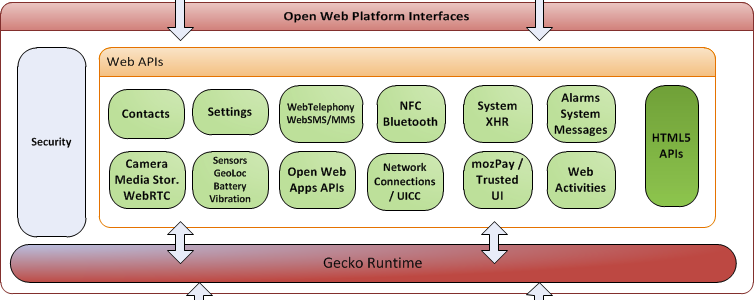 Open Web Platform Interfaces
Web APIs
Security
Contacts
Settings
WebTelephony
WebSMS/MMS
NFC
Bluetooth
System
XHR
Alarms
System
Messages
HTML5
APIs
Camera
Media Stor.
WebRTC
Sensors
GeoLoc
Battery
Vibration
Open Web
Apps APIs
Network
Connections
/ UICC
mozPay /
Trusted
UI
Web
Activities
Gecko Runtime